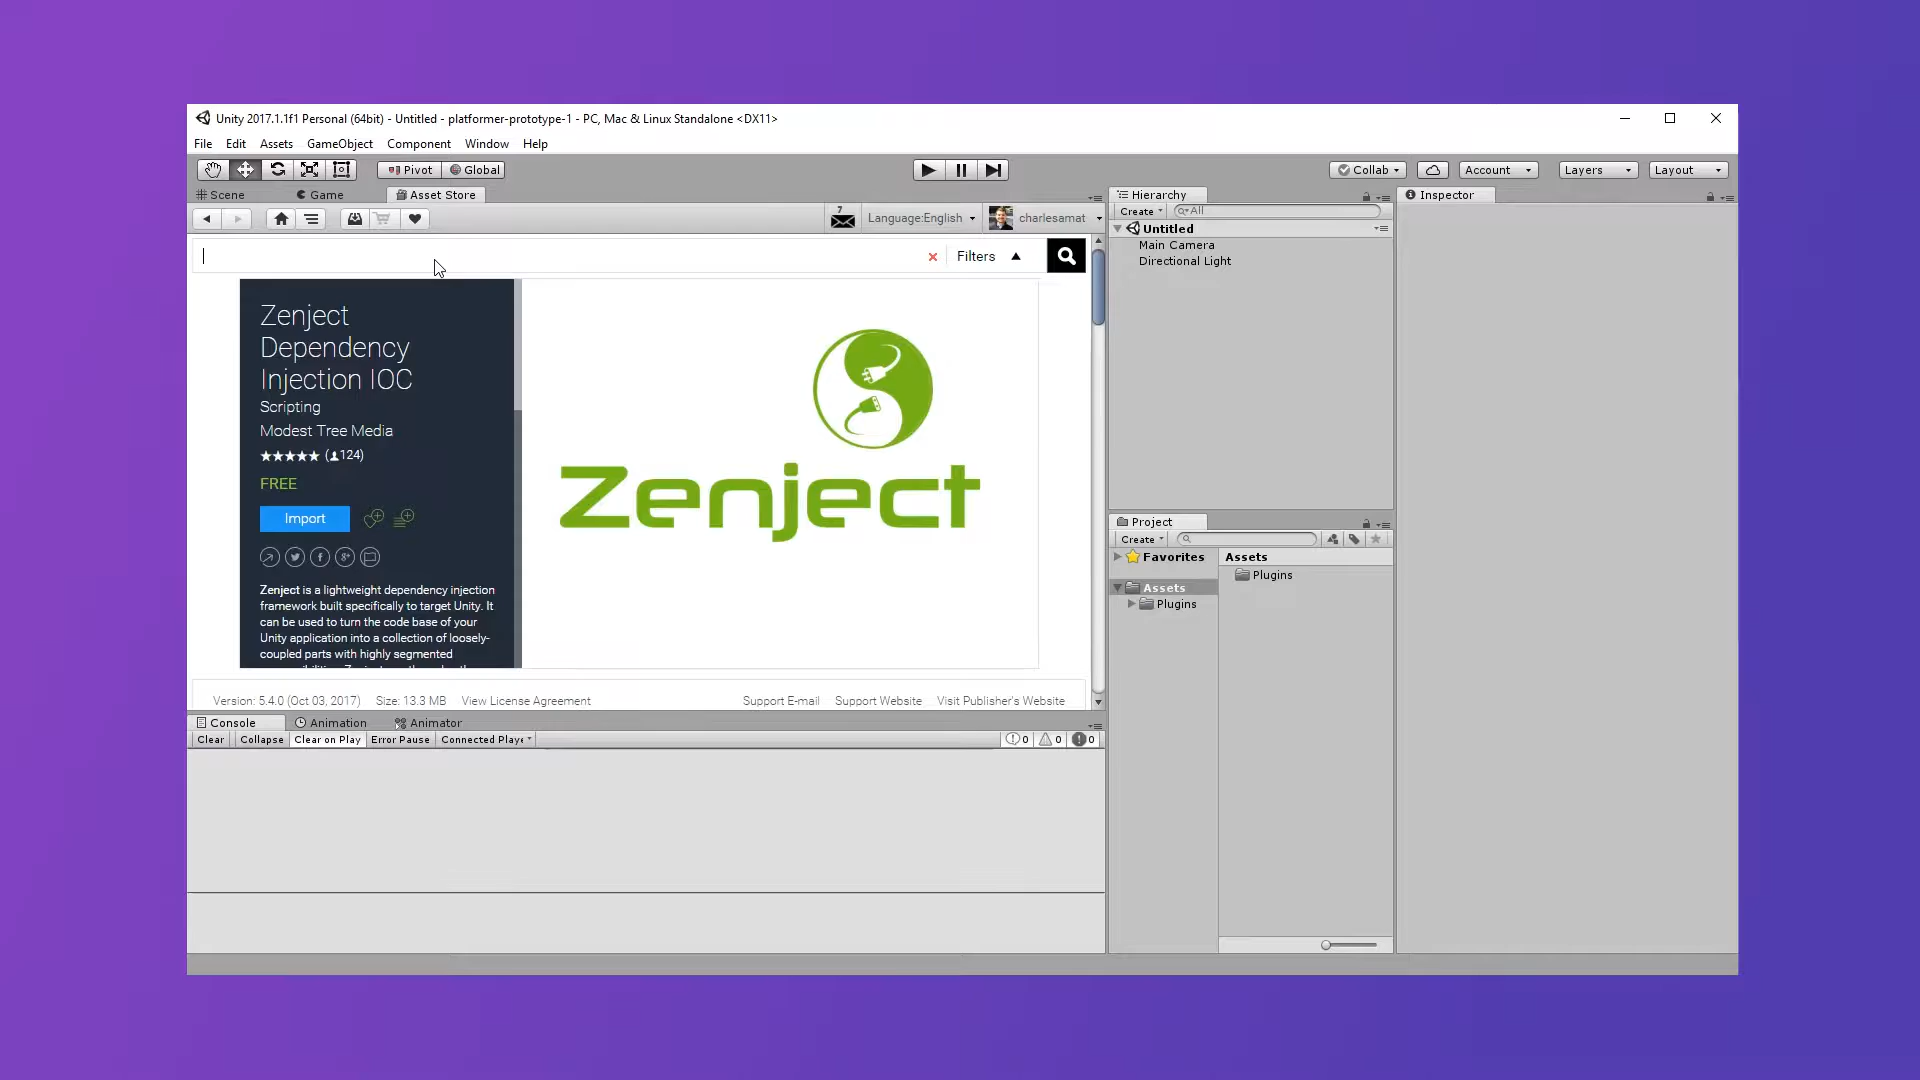 Unity 2017.1.1f1 Personal (64bit) - Untitled - platformer-prototype-1 - PC, Mac & Linux Standalone <DX11>
File Edit Assets GameObject Component Window Help
Pivot Global
Collab Account Layers Layout
Scene Game Asset Store
7 Language:English charlesamat
Filters
Zenject
Dependency
Injection IOC
Scripting
Modest Tree Media
(124)
FREE
Import
Zenject is a lightweight dependency injection
framework built specifically to target Unity. It
can be used to turn the code base of your
Unity application into a collection of loosely-
coupled parts with highly segmented
Zenject
Version: 5.4.0 (Oct 03, 2017) Size: 13.3 MB View License Agreement
Support E-mail Support Website Visit Publisher's Website
Console Animation Animator
Clear Collapse Clear on Play Error Pause Connected Playe
0 0 0
Hierarchy
Create All
Untitled
Main Camera
Directional Light
Project
Create
Favorites
Assets
Plugins
Assets
Plugins
Inspector